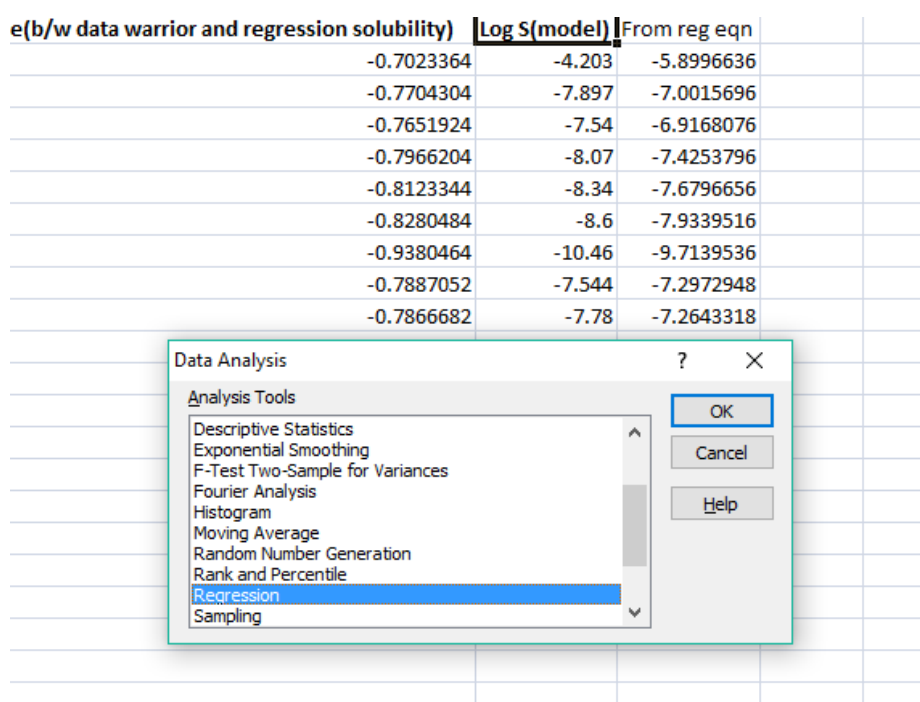 e(b/w data warrior and regression solubility) Log S(model) From reg eqn
-0.7023364 -4.203 -5.8996636
-0.7704304 -7.897 -7.0015696
-0.7651924 -7.54 -6.9168076
-0.7966204 -8.07 -7.4253796
-0.8123344 -8.34 -7.6796656
-0.8280484 -8.6 -7.9339516
-0.9380464 -10.46 -9.7139536
-0.7887052 -7.544 -7.2972948
-0.7866682 -7.78 -7.2643318
Data Analysis ?
Analysis Tools
OK
Descriptive Statistics
Exponential Smoothing
Cancel
F-Test Two-Sample for Variances
Fourier Analysis
Help
Histogram
Moving Average
Random Number Generation
Rank and Percentile
Regression
Sampling